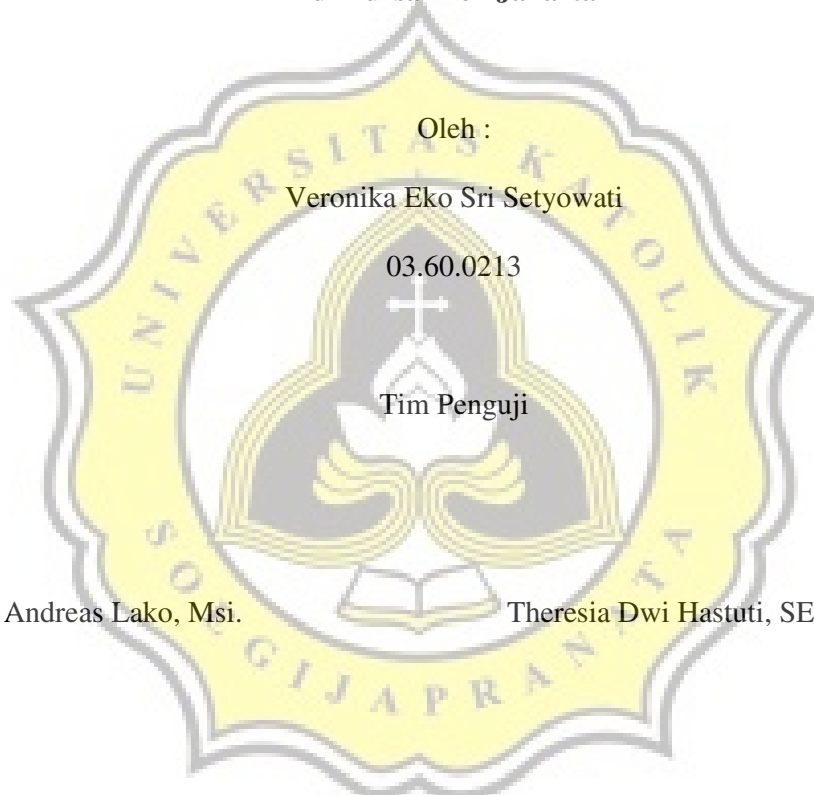 Oleh :
Veronika Eko Sri Setyowati
03.60.0213
Tim Penguji
Andreas Lako, Msi.
Theresia Dwi Hastuti, SE
UNIVERSITAS KATOLIK
SOEGIJAPRANATA